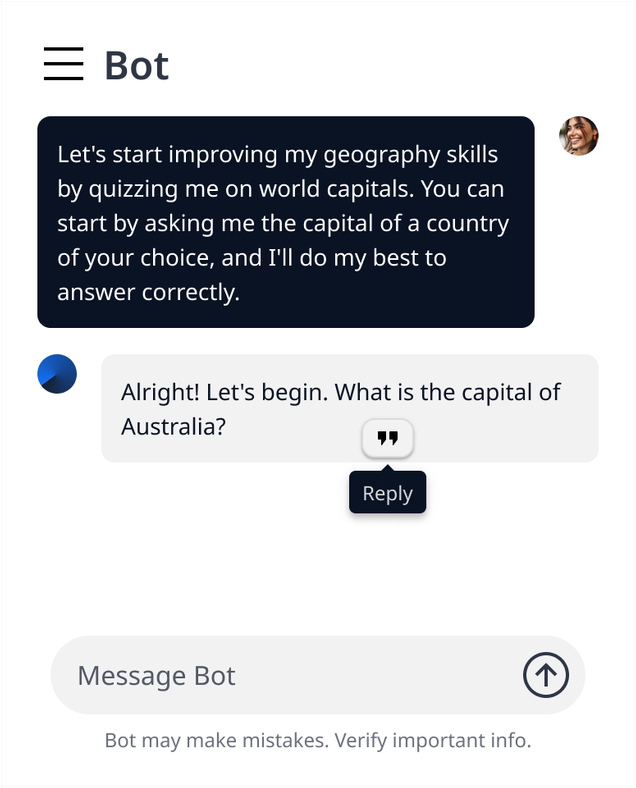 Bot
Let's start improving my geography skills
by quizzing me on world capitals. You can
start by asking me the capital of a country
of your choice, and I'll do my best to
answer correctly.
Alright! Let's begin. What is the capital of
Australia?
Reply
Message Bot
Bot may make mistakes. Verify important info.